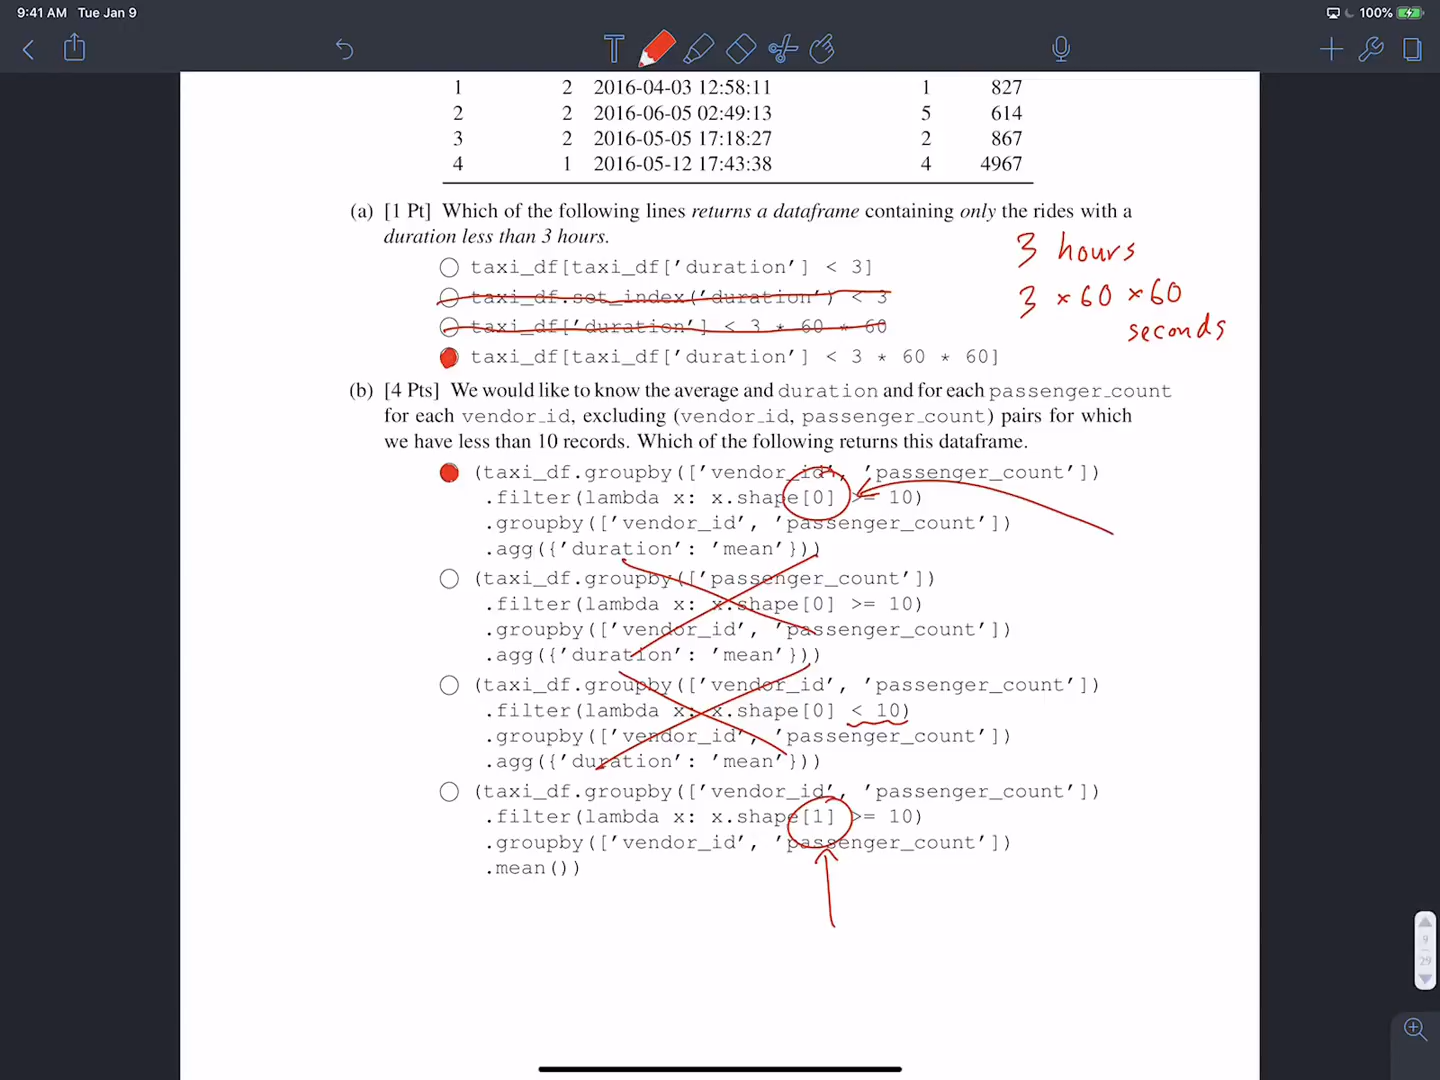 9:41 AM Tue Jan 9
100%
T
1 2 2016-04-03 12:58:11 1 827
2 2 2016-06-05 02:49:13 5 614
3 2 2016-05-05 17:18:27 2 867
4 1 2016-05-12 17:43:38 4 4967
(a) [1 Pt] Which of the following lines returns a dataframe containing only the rides with a
duration less than 3 hours.
3 hours
taxi_df[taxi_df['duration'] < 3]
taxi_df.set_index('duration') < 3
3 × 60 × 60
seconds
taxi_df['duration'] < 3 * 60 * 60
taxi_df[taxi_df['duration'] < 3 * 60 * 60]
(b) [4 Pts] We would like to know the average and duration and for each passenger_count
for each vendor_id, excluding (vendor_id, passenger_count) pairs for which
we have less than 10 records. Which of the following returns this dataframe.
(taxi_df.groupby(['vendor_id', 'passenger_count'])
.filter(lambda x: x.shape[0] >= 10)
.groupby(['vendor_id', 'passenger_count'])
.agg({'duration': 'mean'}))
(taxi_df.groupby(['passenger_count'])
.filter(lambda x: x.shape[0] >= 10)
.groupby(['vendor_id', 'passenger_count'])
.agg({'duration': 'mean'}))
(taxi_df.groupby(['vendor_id', 'passenger_count'])
.filter(lambda x: x.shape[0] < 10)
.groupby(['vendor_id', 'passenger_count'])
.agg({'duration': 'mean'}))
(taxi_df.groupby(['vendor_id', 'passenger_count'])
.filter(lambda x: x.shape[1] >= 10)
.groupby(['vendor_id', 'passenger_count'])
.mean())
9
29